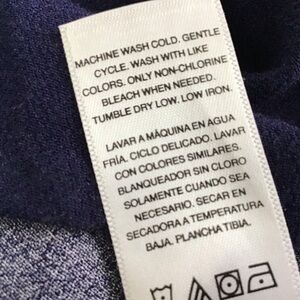 MACHINE WASH COLD. GENTLE
CYCLE. WASH WITH LIKE
COLORS. ONLY NON-CHLORINE
BLEACH WHEN NEEDED.
TUMBLE DRY LOW. LOW IRON.
LAVAR A MÁQUINA EN AGUA
FRÍA. CICLO DELICADO. LAVAR
CON COLORES SIMILARES.
BLANQUEADOR SIN CLORO
SOLAMENTE CUANDO SEA
NECESARIO. SECAR EN
SECADORA A TEMPERATURA
BAJA. PLANCHA TIBIA.